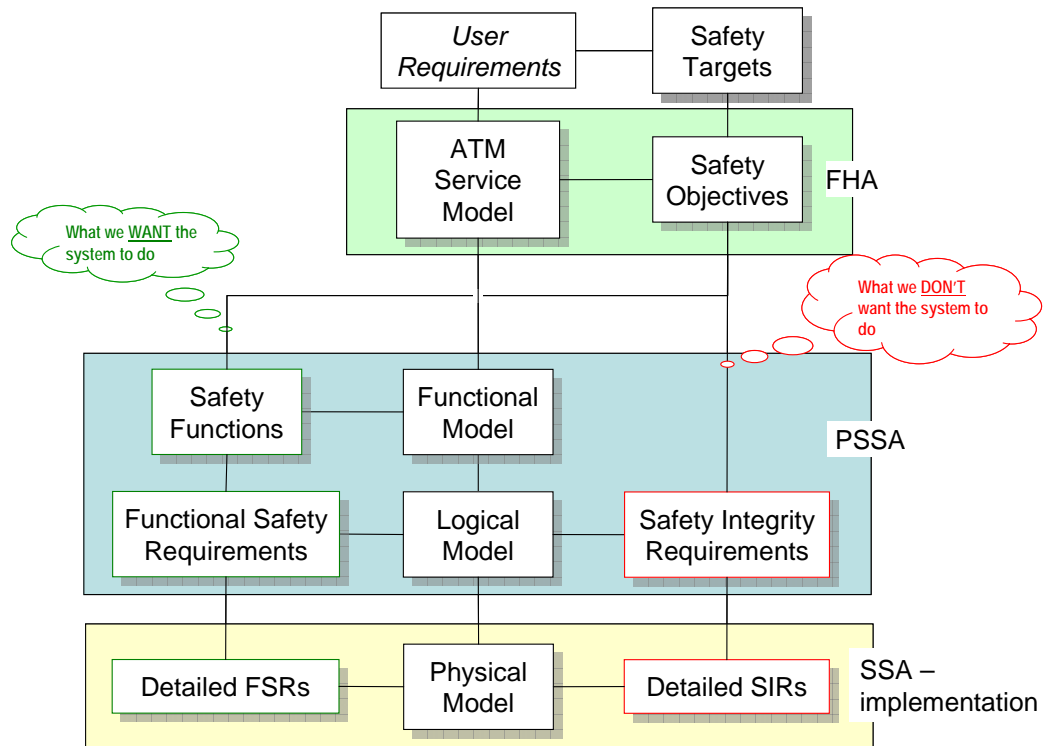 User
Requirements
Safety
Targets
ATM
Service
Model
Safety
Objectives
FHA
What we WANT the
system to do
What we DON'T
want the system to
do
Safety
Functions
Functional
Model
PSSA
Functional Safety
Requirements
Logical
Model
Safety Integrity
Requirements
Detailed FSRs
Physical
Model
Detailed SIRs
SSA –
implementation